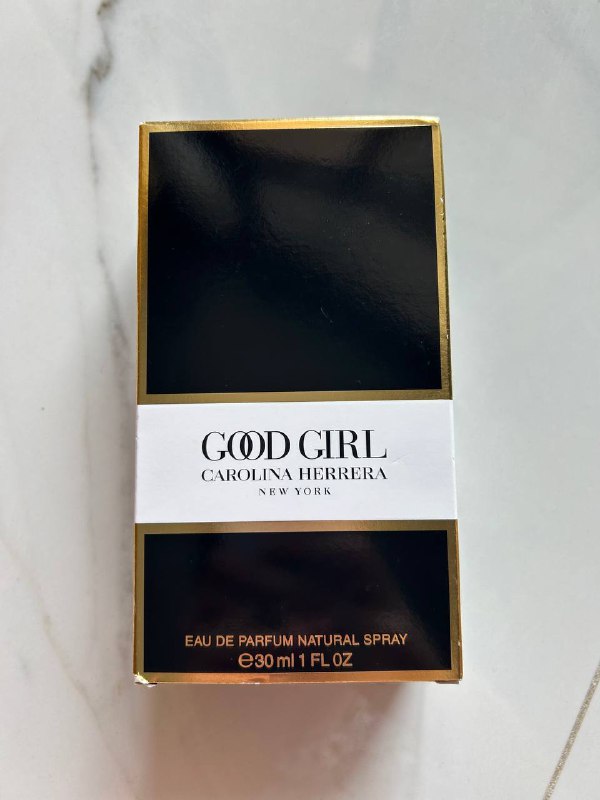 GOOD GIRL
CAROLINA HERRERA
NEW YORK
EAU DE PARFUM NATURAL SPRAY
℮30 ml 1 FL OZ